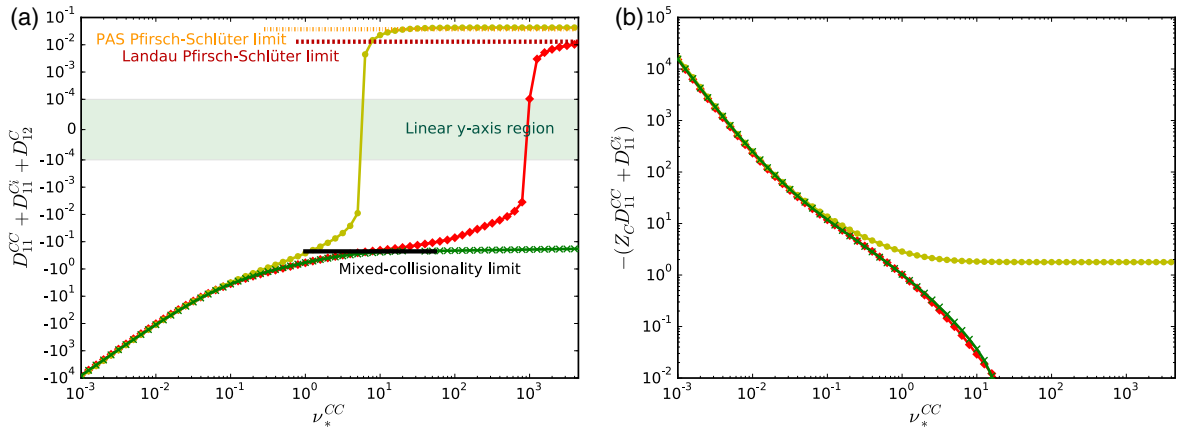 (a)
PAS Pfirsch-Schlüter limit
Landau Pfirsch-Schlüter limit
Linear y-axis region
Mixed-collisionality limit
10^{-1}
10^{-2}
10^{-3}
10^{-4}
0
-10^{-4}
-10^{-3}
-10^{-2}
-10^{-1}
-10^{0}
-10^{1}
-10^{2}
-10^{3}
-10^{4}
D_{11}^{CC} + D_{11}^{Ci} + D_{12}^{C}
10^{-3} 10^{-2} 10^{-1} 10^{0} 10^{1} 10^{2} 10^{3}
ν_*^{CC}
(b)
10^{5}
10^{4}
10^{3}
10^{2}
10^{1}
10^{0}
10^{-1}
10^{-2}
-(Z_C D_{11}^{CC} + D_{11}^{Ci})
10^{-3} 10^{-2} 10^{-1} 10^{0} 10^{1} 10^{2} 10^{3}
ν_*^{CC}